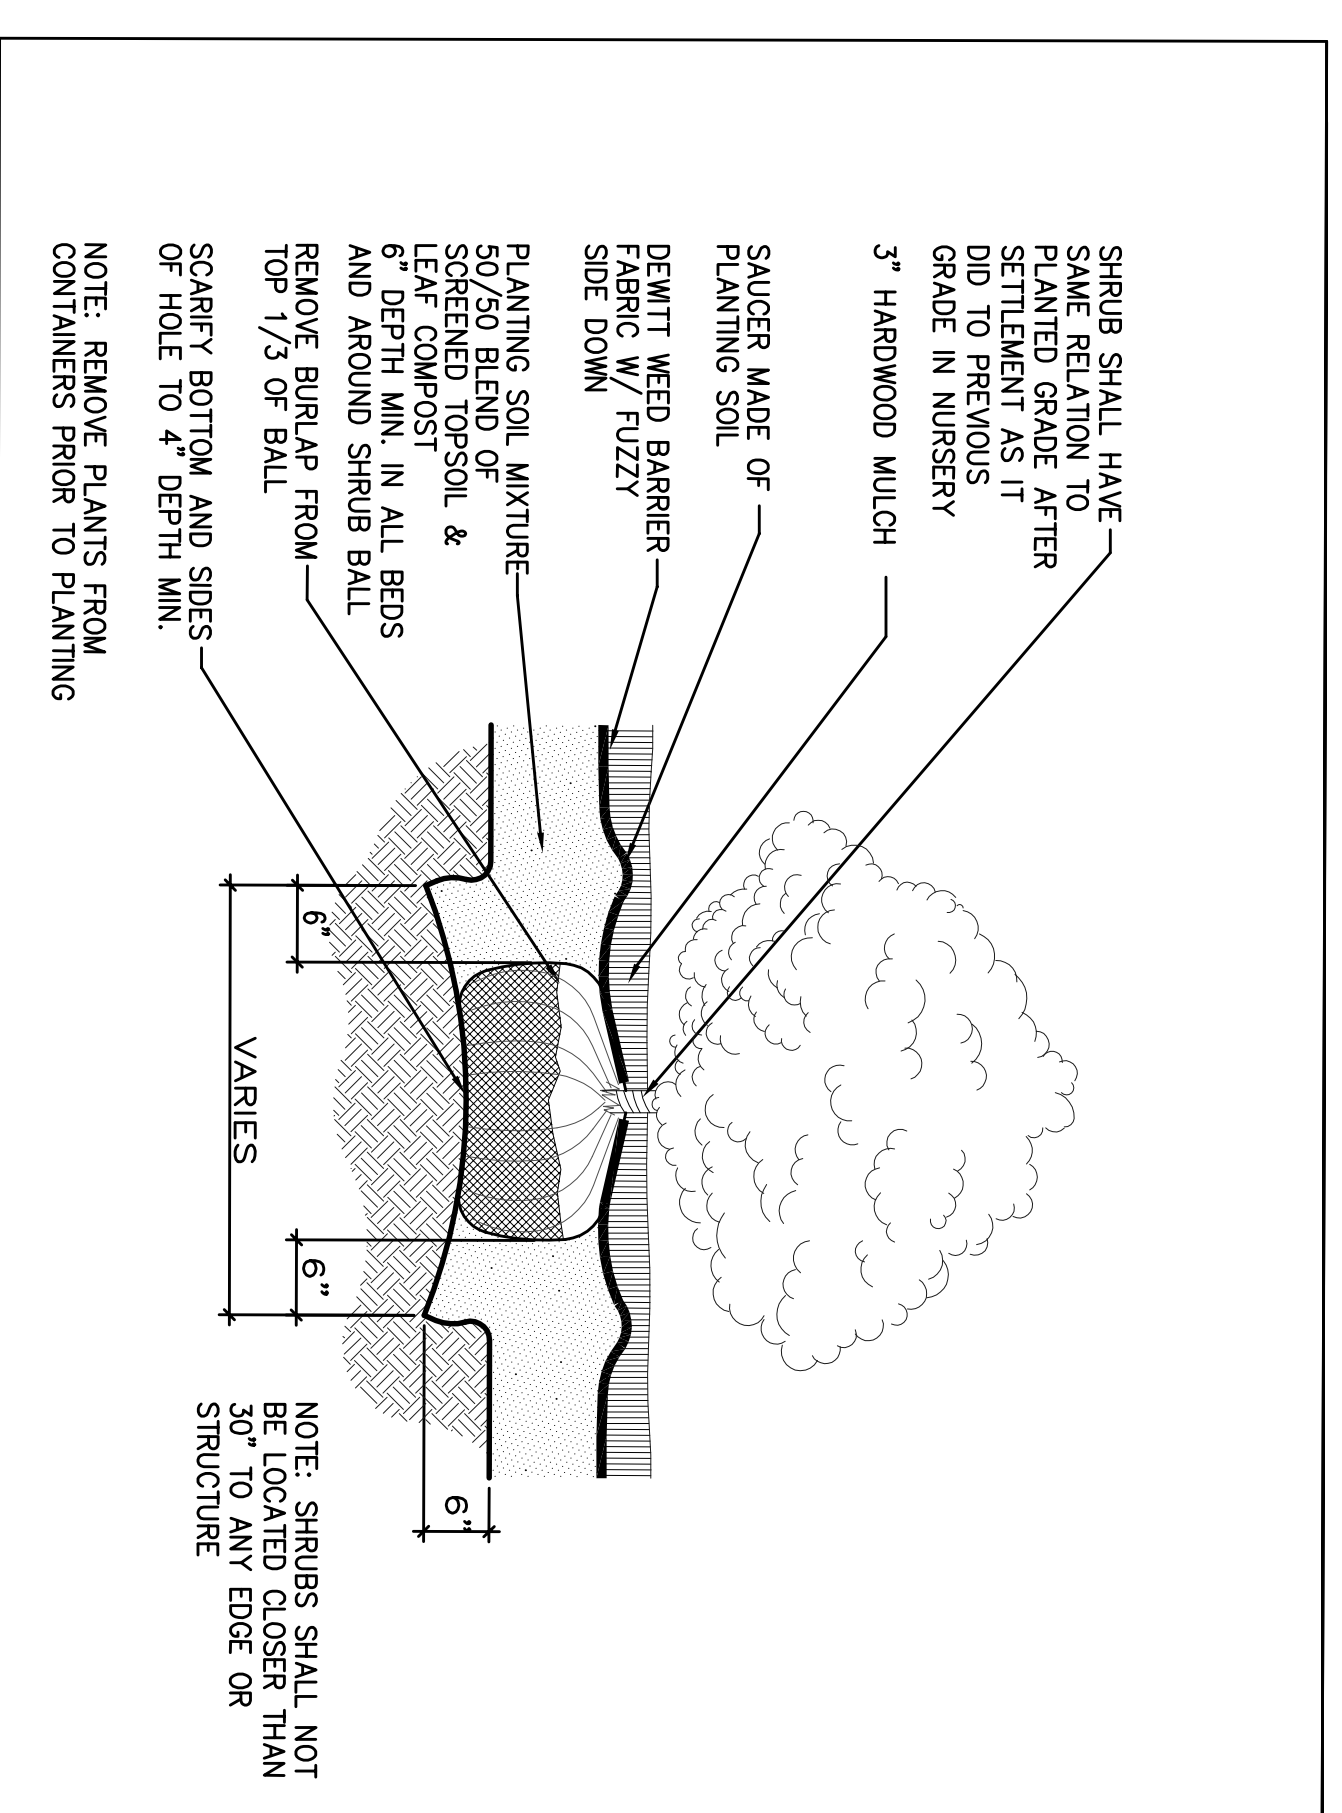 SHRUB SHALL HAVE
SAME RELATION TO
PLANTED GRADE AFTER
SETTLEMENT AS IT
DID TO PREVIOUS
GRADE IN NURSERY
3" HARDWOOD MULCH
SAUCER MADE OF
PLANTING SOIL
DEWITT WEED BARRIER
FABRIC W/ FUZZY
SIDE DOWN
PLANTING SOIL MIXTURE
50/50 BLEND OF
SCREENED TOPSOIL &
LEAF COMPOST
6" DEPTH MIN. IN ALL BEDS
AND AROUND SHRUB BALL
REMOVE BURLAP FROM
TOP 1/3 OF BALL
SCARIFY BOTTOM AND SIDES
OF HOLE TO 4" DEPTH MIN.
NOTE: REMOVE PLANTS FROM
CONTAINERS PRIOR TO PLANTING
6"
6"
VARIES
6"
NOTE: SHRUBS SHALL NOT
BE LOCATED CLOSER THAN
30" TO ANY EDGE OR
STRUCTURE